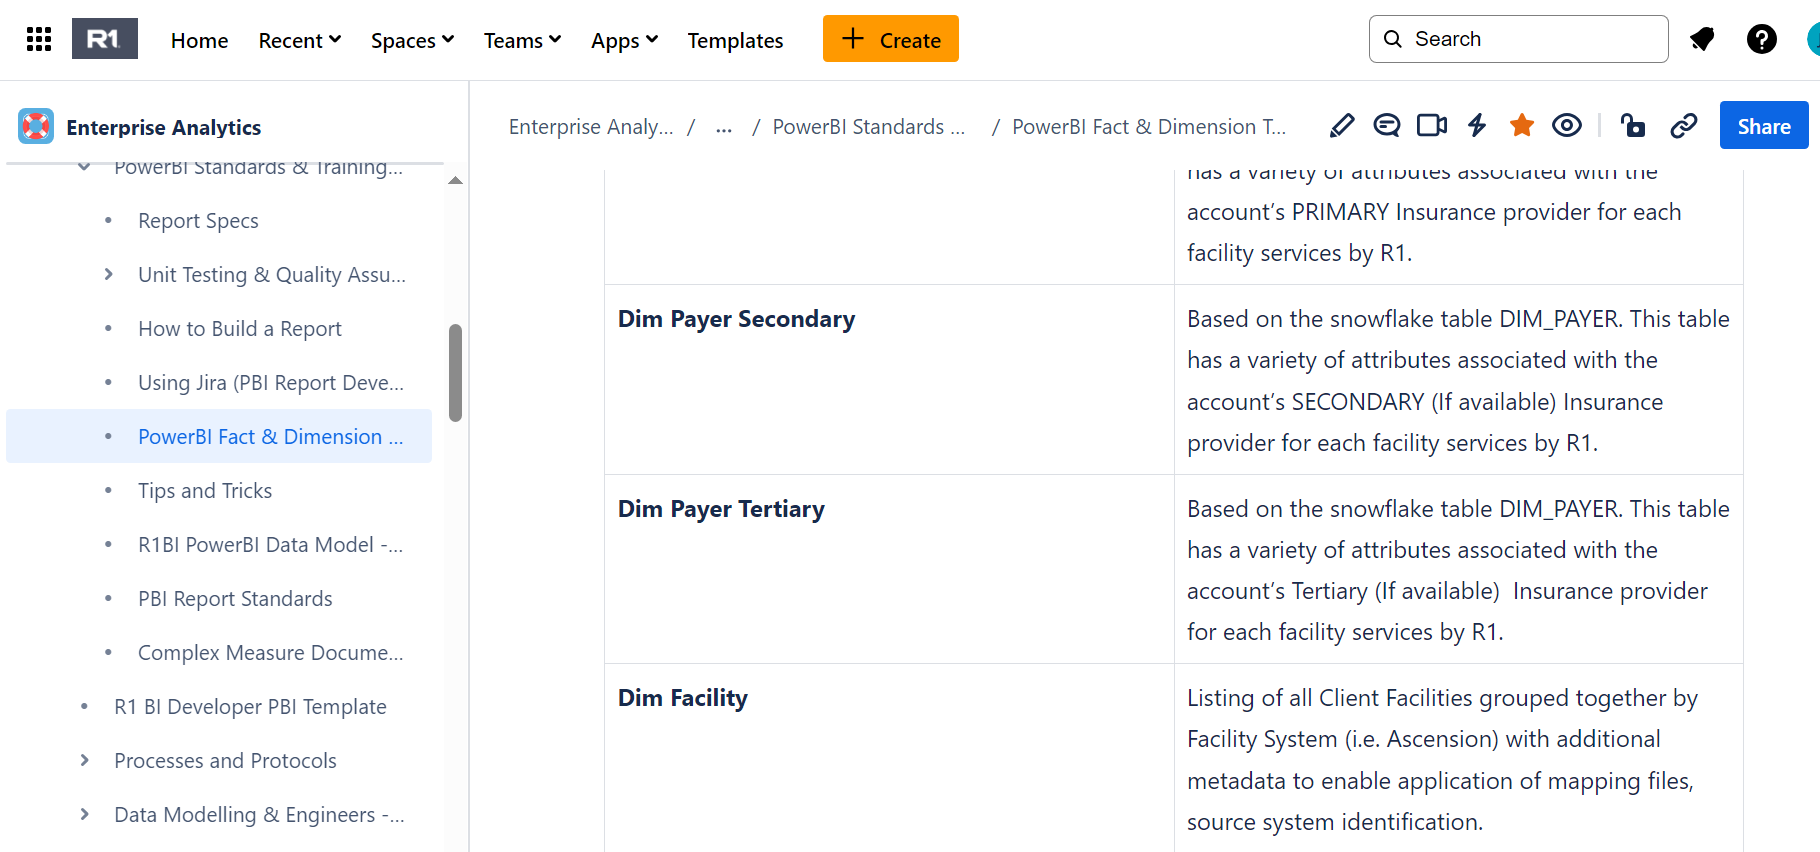 R1
Home
Recent
Spaces
Teams
Apps
Templates
Create
Search
Enterprise Analytics
Enterprise Analy... / ... / PowerBI Standards ... / PowerBI Fact & Dimension T...
Share
PowerBI Standards & Training...
Report Specs
Unit Testing & Quality Assu...
How to Build a Report
Using Jira (PBI Report Deve...
PowerBI Fact & Dimension ...
Tips and Tricks
R1BI PowerBI Data Model -...
PBI Report Standards
Complex Measure Docume...
R1 BI Developer PBI Template
Processes and Protocols
Data Modelling & Engineers -...
has a variety of attributes associated with the
account’s PRIMARY Insurance provider for each
facility services by R1.
Dim Payer Secondary
Based on the snowflake table DIM_PAYER. This table
has a variety of attributes associated with the
account’s SECONDARY (If available) Insurance
provider for each facility services by R1.
Dim Payer Tertiary
Based on the snowflake table DIM_PAYER. This table
has a variety of attributes associated with the
account’s Tertiary (If available)  Insurance provider
for each facility services by R1.
Dim Facility
Listing of all Client Facilities grouped together by
Facility System (i.e. Ascension) with additional
metadata to enable application of mapping files,
source system identification.